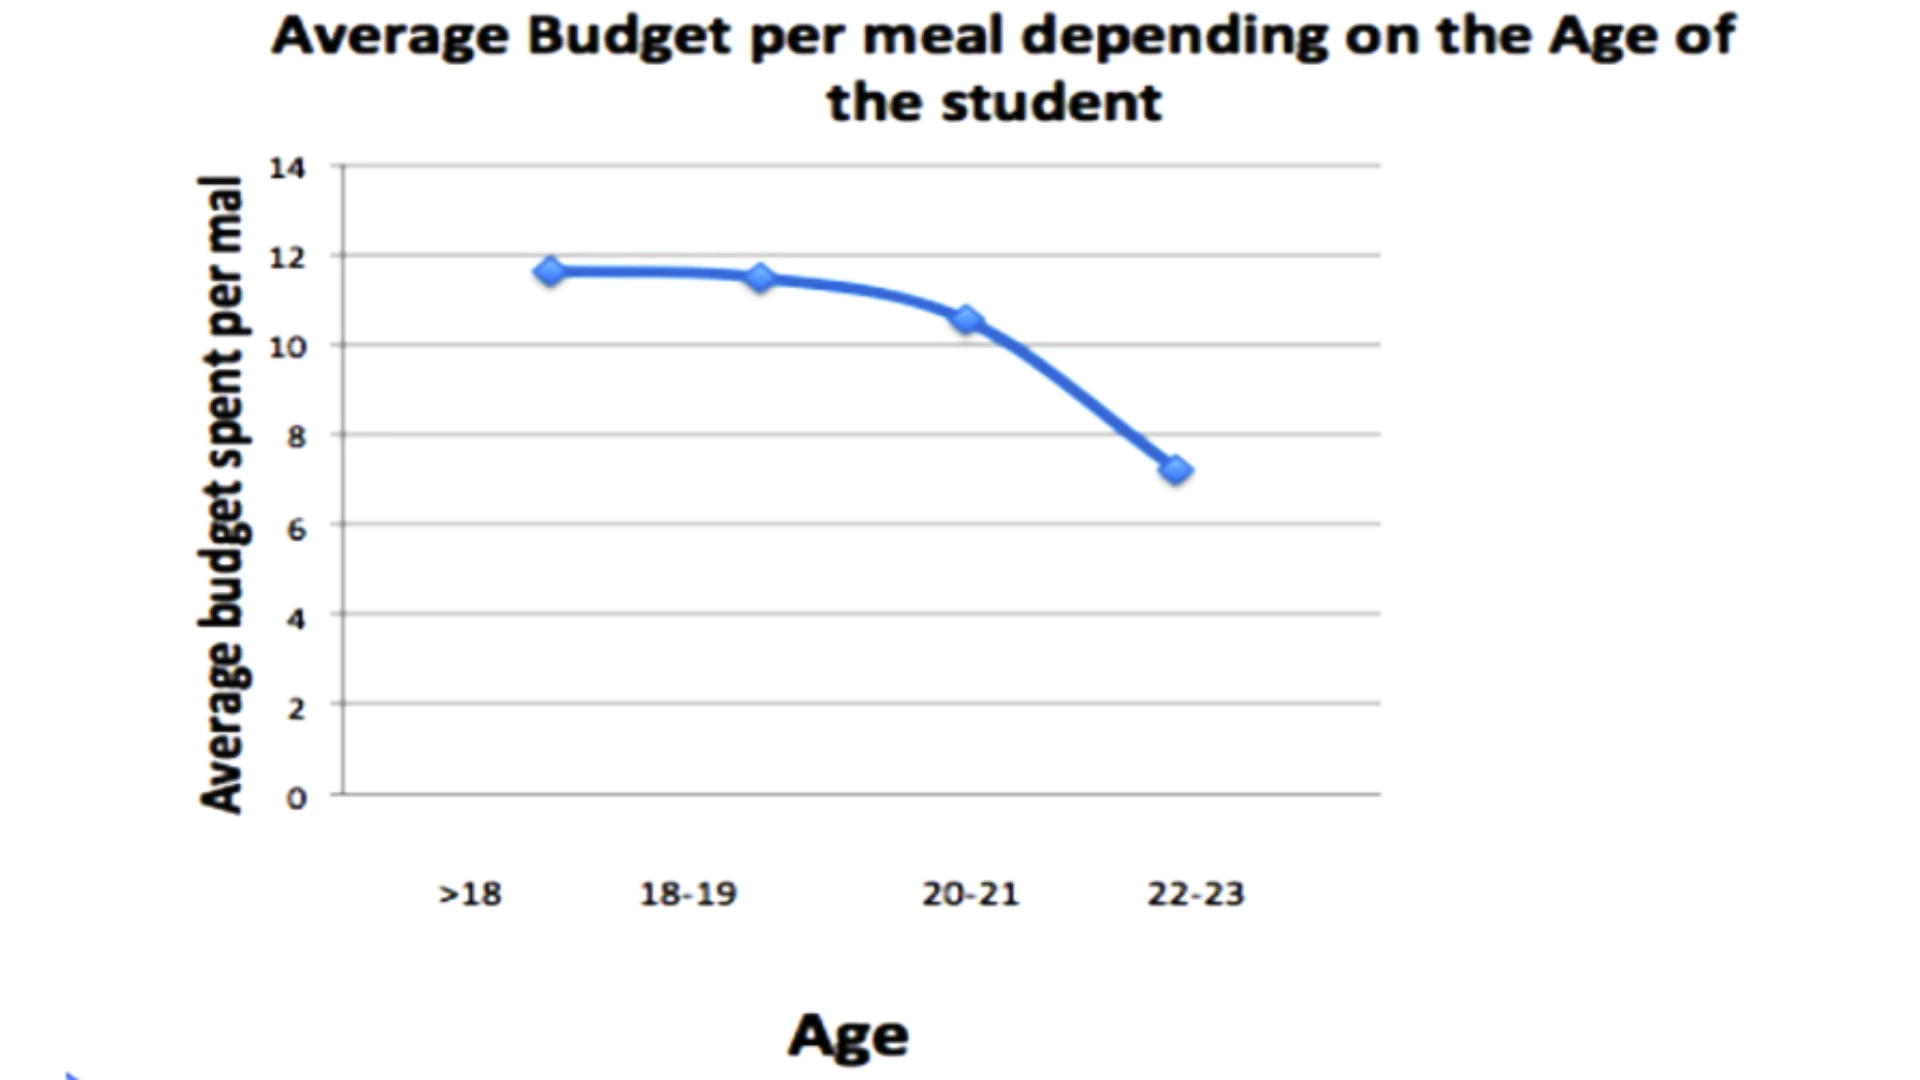 Average Budget per meal depending on the Age of
the student
Average budget spent per mal
14
12
10
8
6
4
2
0
>18 18-19 20-21 22-23
Age